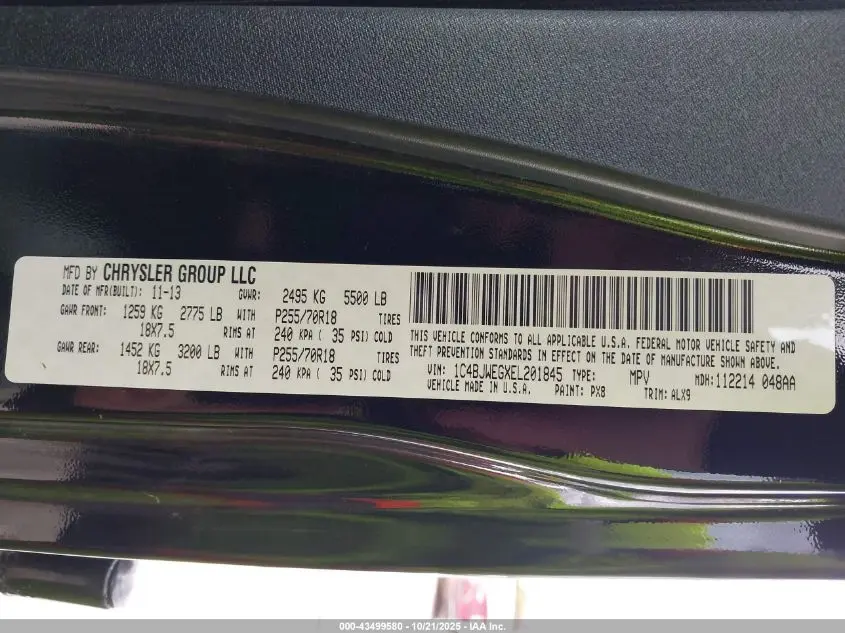 MFD BY CHRYSLER GROUP LLC
DATE OF MFR(BUILT): 11-13 GVWR: 2495 KG 5500 LB
GAWR FRONT: 1259 KG 2775 LB WITH P255/70R18 TIRES
18X7.5 RIMS AT 240 KPA ( 35 PSI) COLD
GAWR REAR: 1452 KG 3200 LB WITH P255/70R18 TIRES
18X7.5 RIMS AT 240 KPA ( 35 PSI) COLD
THIS VEHICLE CONFORMS TO ALL APPLICABLE U.S.A. FEDERAL MOTOR VEHICLE SAFETY AND
THEFT PREVENTION STANDARDS IN EFFECT ON THE DATE OF MANUFACTURE SHOWN ABOVE.
VIN: 1C4BJWEGXEL201845 TYPE: MPV MDH:112214 048AA
VEHICLE MADE IN U.S.A. PAINT: PX8 TRIM: ALX9
000-43499580 - 10/21/2025 - IAA Inc.